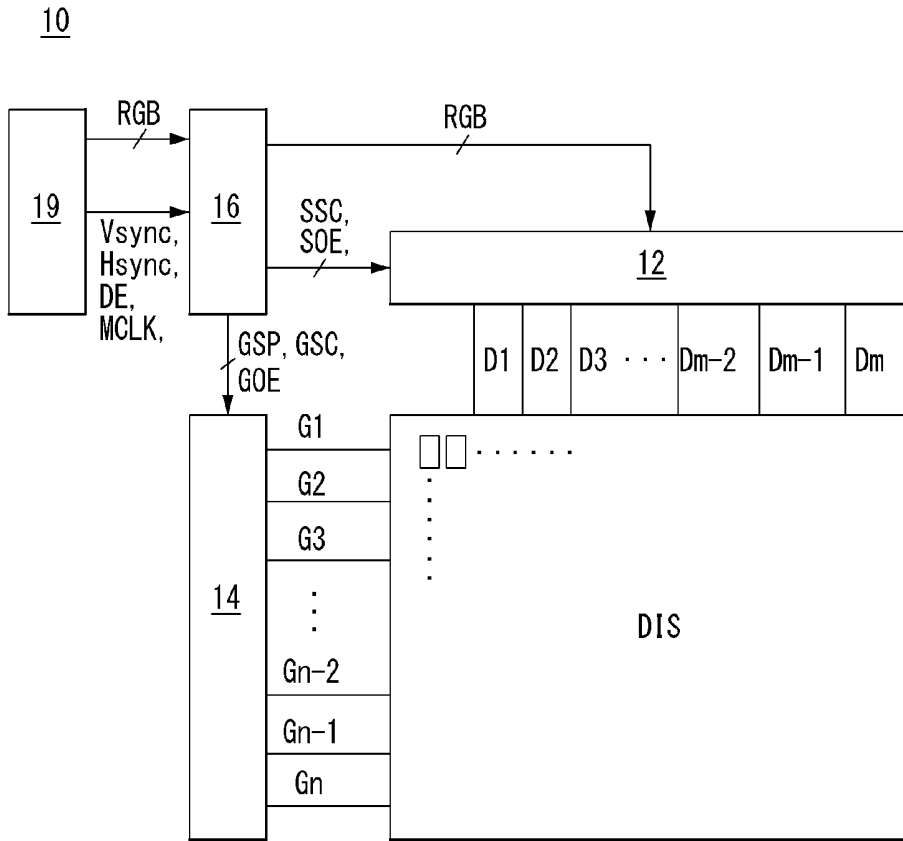 10
RGB
RGB
19
16
Vsync,
Hsync,
DE,
MCLK,
SSC,
SOE,
12
GSP, GSC,
GOE
D1 D2 D3 · · · Dm-2 Dm-1 Dm
G1
G2
G3
14
DIS
Gn-2
Gn-1
Gn